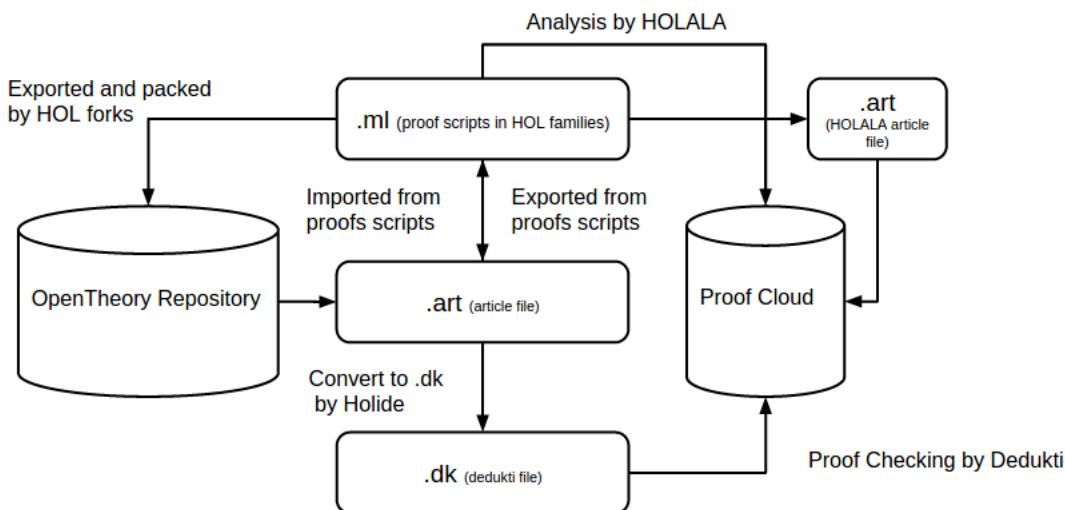 Analysis by HOLALA
Exported and packed
by HOL forks
.ml (proof scripts in HOL families)
.art
(HOLALA article
file)
Imported from
proofs scripts
Exported from
proofs scripts
OpenTheory Repository
.art (article file)
Proof Cloud
Convert to .dk
by Holide
.dk (dedukti file)
Proof Checking by Dedukti